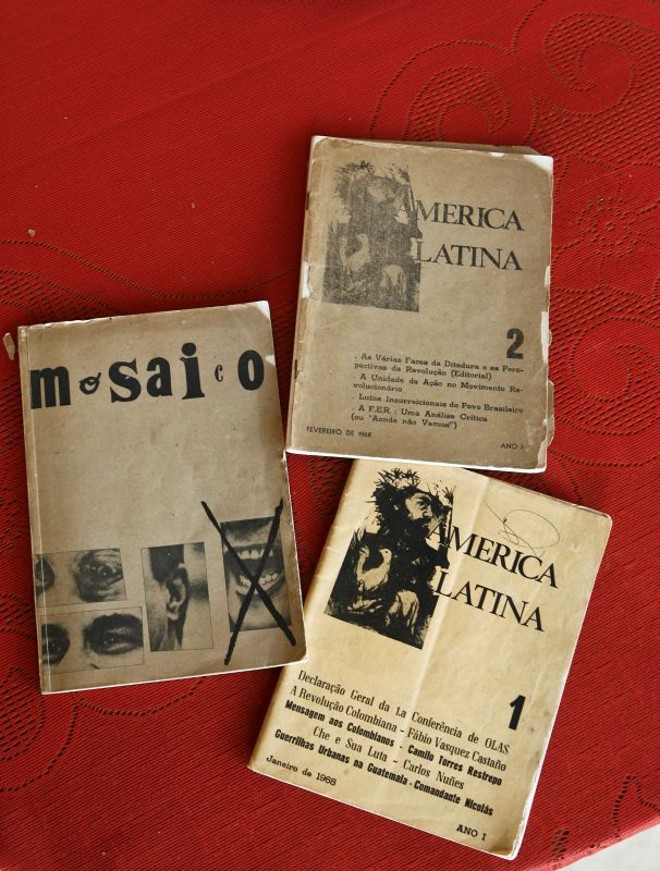 AMERICA
LATINA
2
. As Várias Faces da Ditadura e as Pers-
pectivas da Revolução (Editorial)
. A Unidade da Ação no Movimento Re-
volucionário
. Lutas Insurreicionais do Povo Brasileiro
. A F.E.R. : Uma Análise Crítica
(ou "Aonde não Vamos")
FEVEREIRO DE 1968
ANO I
mosaico
AMERICA
LATINA
1
Declaração Geral da 1.a Conferência de OLAS
A Revolução Colombiana - Fábio Vasquez Castaño
Mensagem aos Colombianos - Camilo Torres Restrepo
Che e Sua Luta - Carlos Nuñes
Guerrilhas Urbanas na Guatemala - Comandante Nicolás
Janeiro de 1968
ANO I